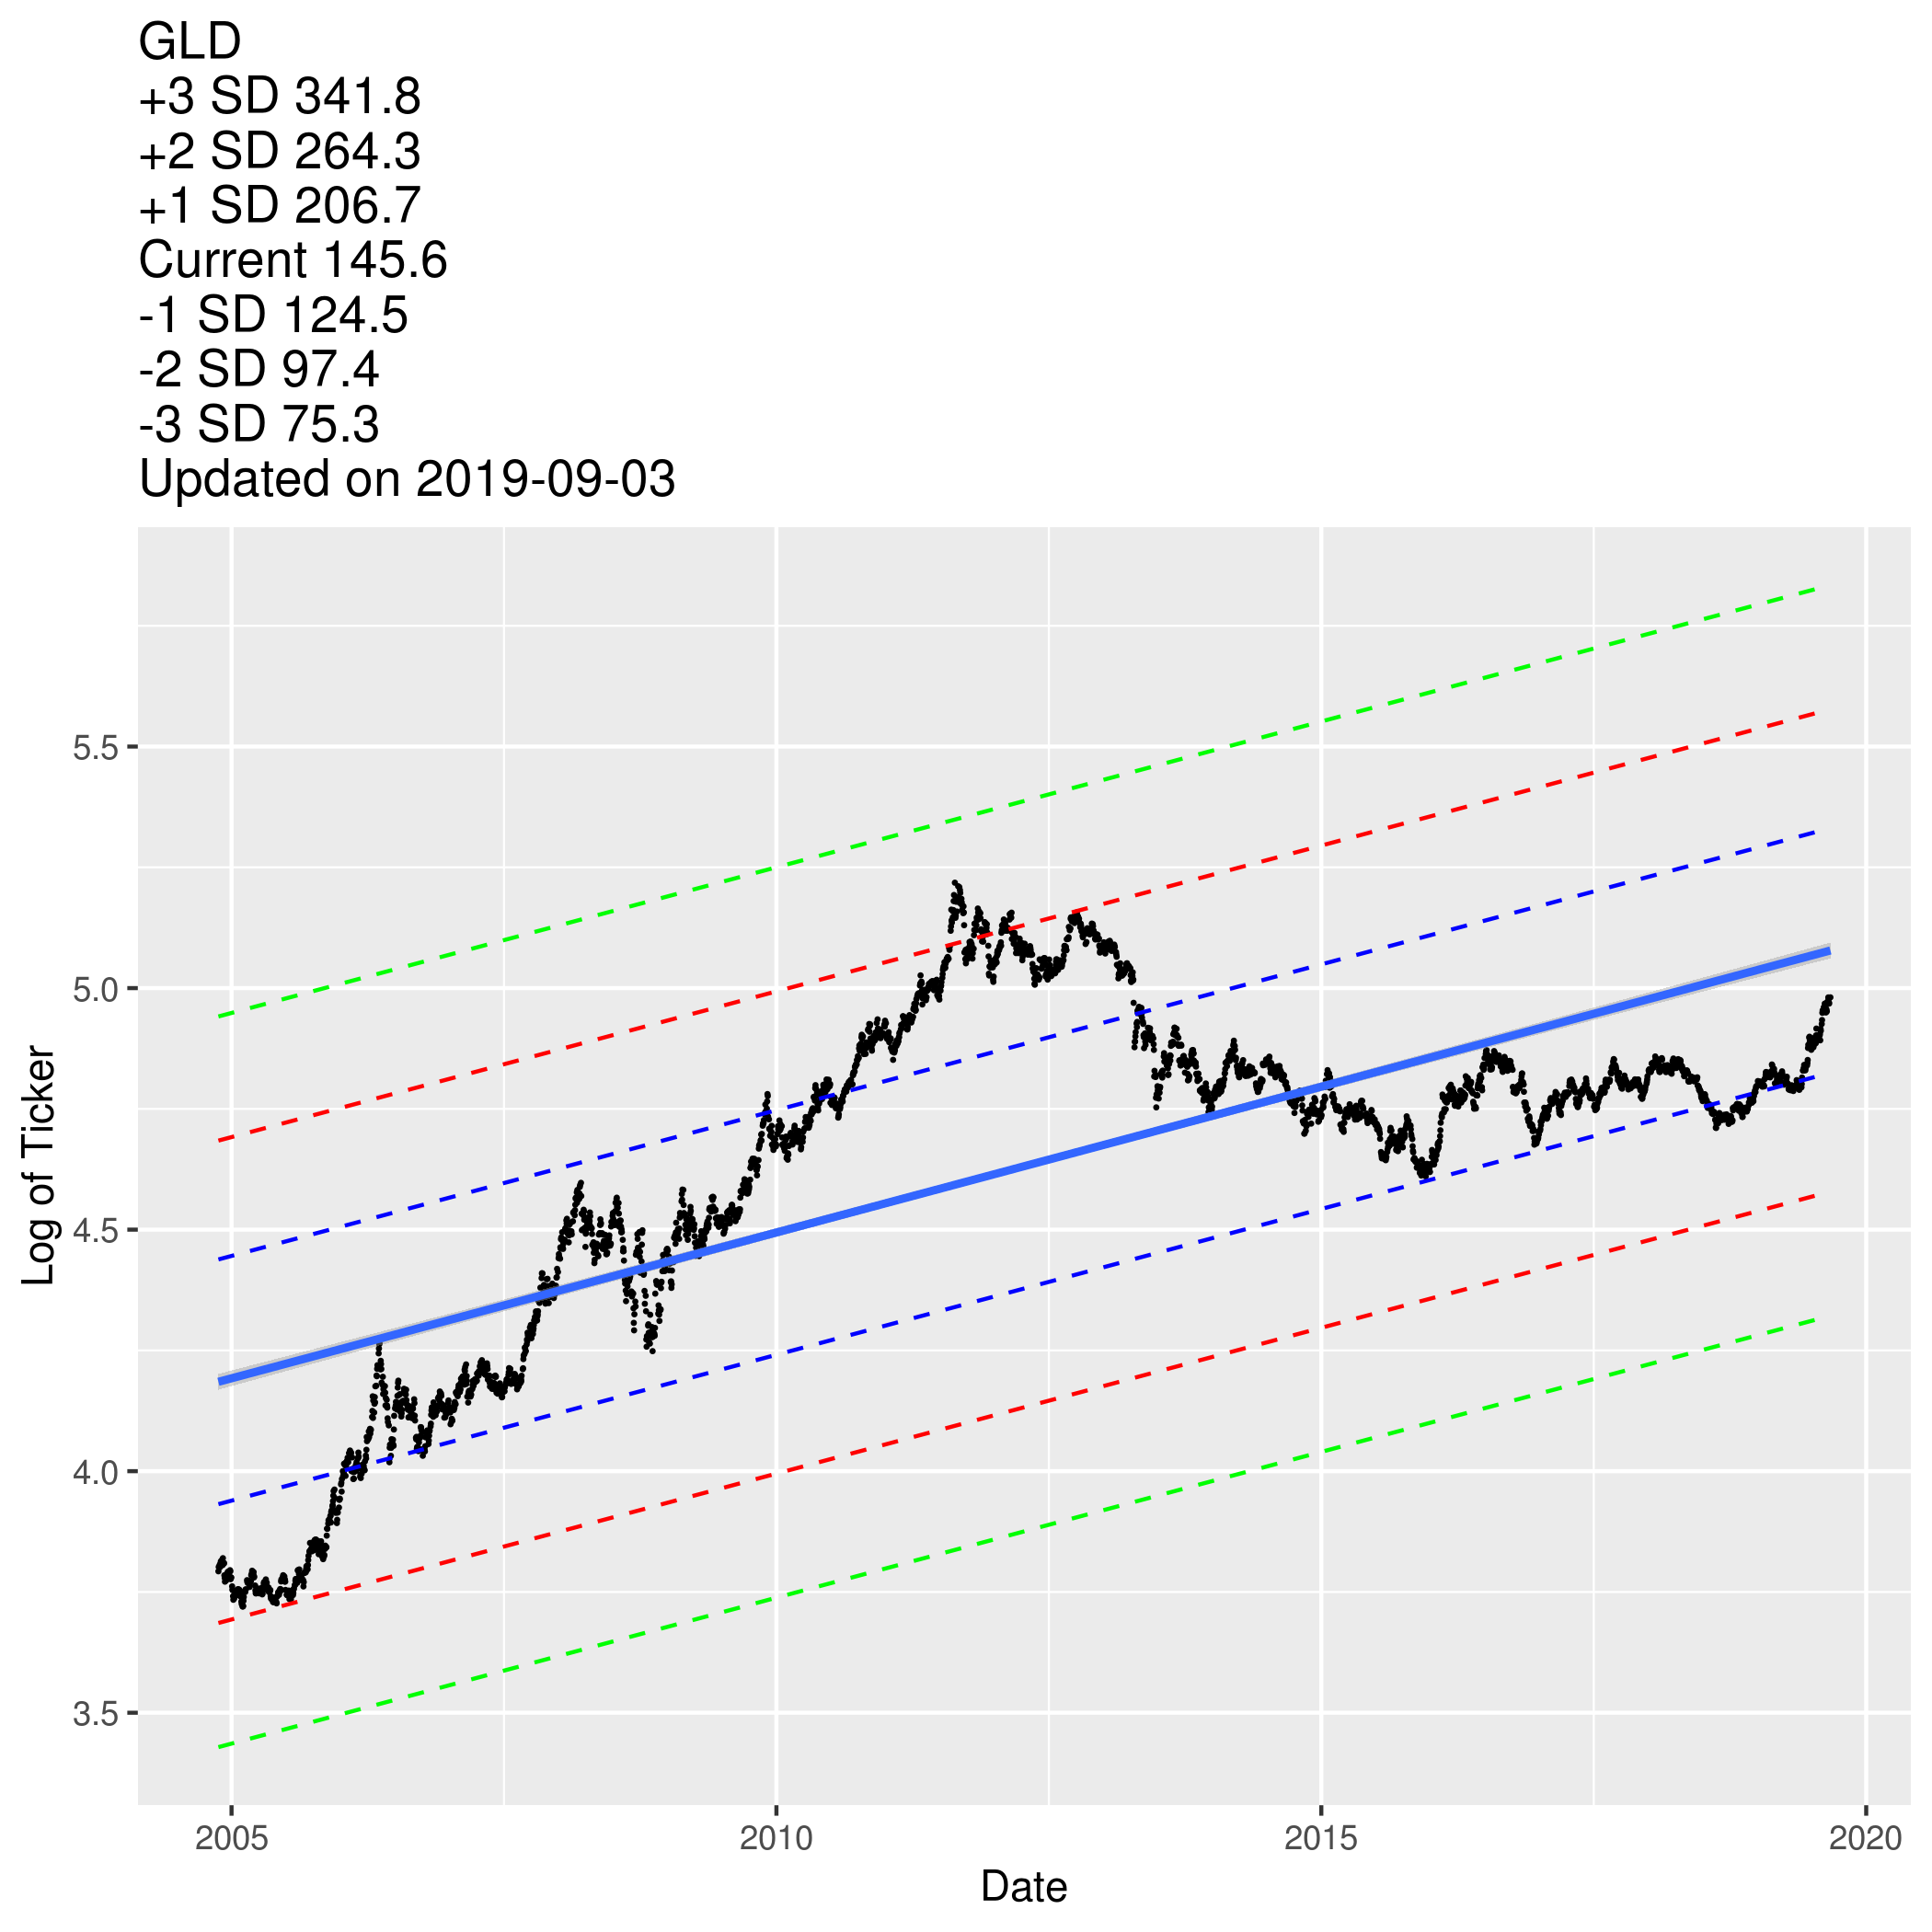 GLD
+3 SD 341.8
+2 SD 264.3
+1 SD 206.7
Current 145.6
-1 SD 124.5
-2 SD 97.4
-3 SD 75.3
Updated on 2019-09-03
5.5
5.0
4.5
4.0
3.5
Log of Ticker
2005 2010 2015 2020
Date